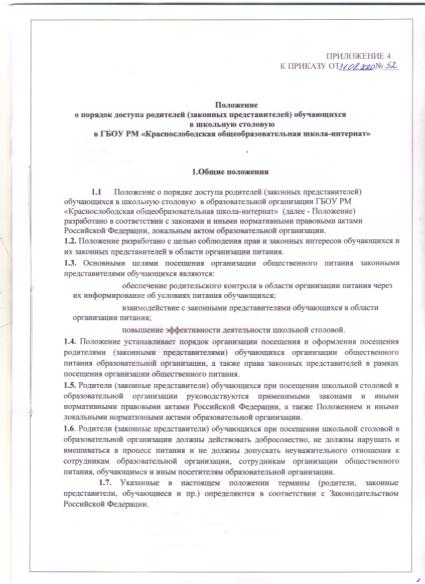 ПРИЛОЖЕНИЕ 4
К ПРИКАЗУ ОТ 31.08.2020 № 52
Положение
о порядок доступа родителей (законных представителей) обучающихся
в школьную столовую
в ГБОУ РМ «Краснослободская общеобразовательная школа-интернат»
1.Общие положения
1.1 Положение о порядке доступа родителей (законных представителей)
обучающихся в школьную столовую в образовательной организации ГБОУ РМ
«Краснослободская общеобразовательная школа-интернат» (далее - Положение)
разработано в соответствии с законами и иными нормативными правовыми актами
Российской Федерации, локальным актом образовательной организации.
1.2. Положение разработано с целью соблюдения прав и законных интересов обучающихся и
их законных представителей в области организации питания.
1.3. Основными целями посещения организации общественного питания законными
представителями обучающихся являются:
обеспечение родительского контроля в области организации питания через
их информирование об условиях питания обучающихся;
взаимодействие с законными представителями обучающихся в области
организации питания;
повышение эффективности деятельности школьной столовой.
1.4. Положение устанавливает порядок организации посещения и оформления посещения
родителями (законными представителями) обучающихся организации общественного
питания образовательной организации, а также права законных представителей в рамках
посещения организации общественного питания.
1.5. Родители (законные представители) обучающихся при посещении школьной столовой в
образовательной организации руководствуются применимыми законами и иными
нормативными правовыми актами Российской Федерации, а также Положением и иными
локальными нормативными актами образовательной организации.
1.6. Родители (законные представители) обучающихся при посещении школьной столовой в
образовательной организации должны действовать добросовестно, не должны нарушать и
вмешиваться в процесс питания и не должны допускать неуважительного отношения к
сотрудникам образовательной организации, сотрудникам организации общественного
питания, обучающимся и иным посетителям образовательной организации.
1.7. Указанные в настоящем положении термины (родители, законные
представители, обучающиеся и пр.) определяются в соответствии с Законодательством
Российской Федерации.